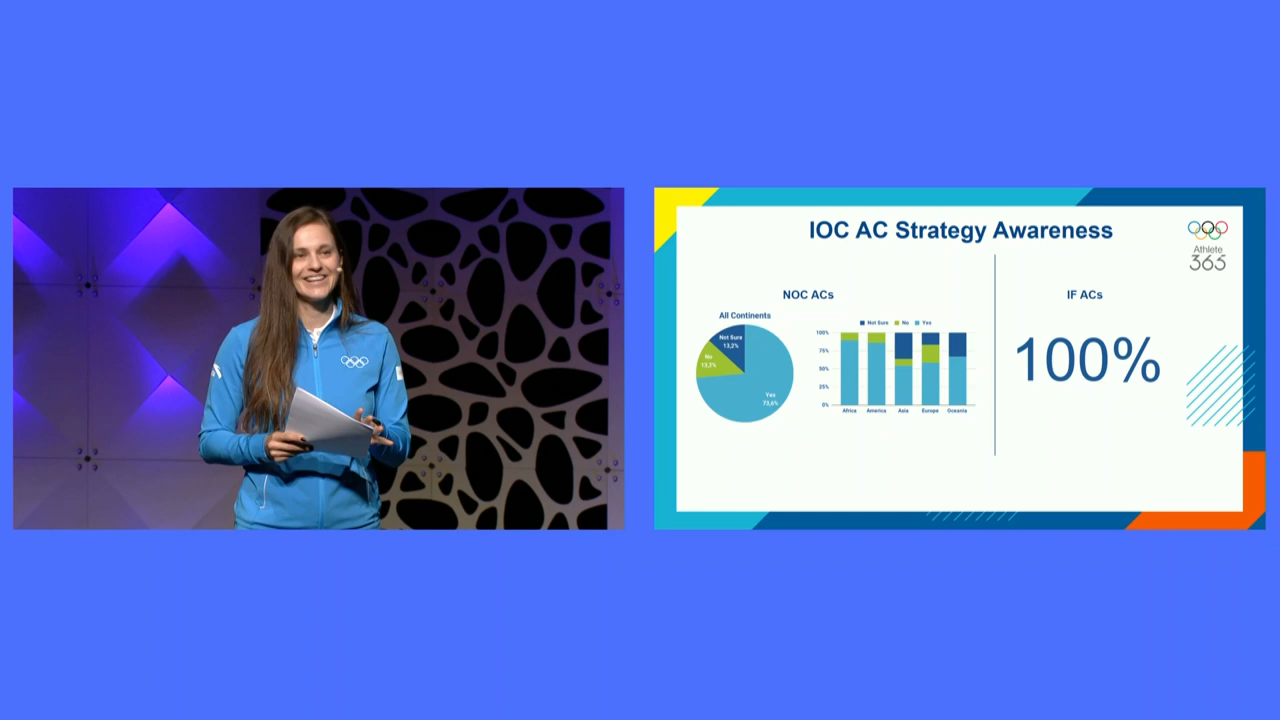 IOC AC Strategy Awareness
Athlete
365
NOC ACs
IF ACs
All Continents
Not Sure
13,2%
No
13,2%
Yes
73,6%
Not Sure No Yes
100%
75%
50%
25%
0%
Africa America Asia Europe Oceania
100%